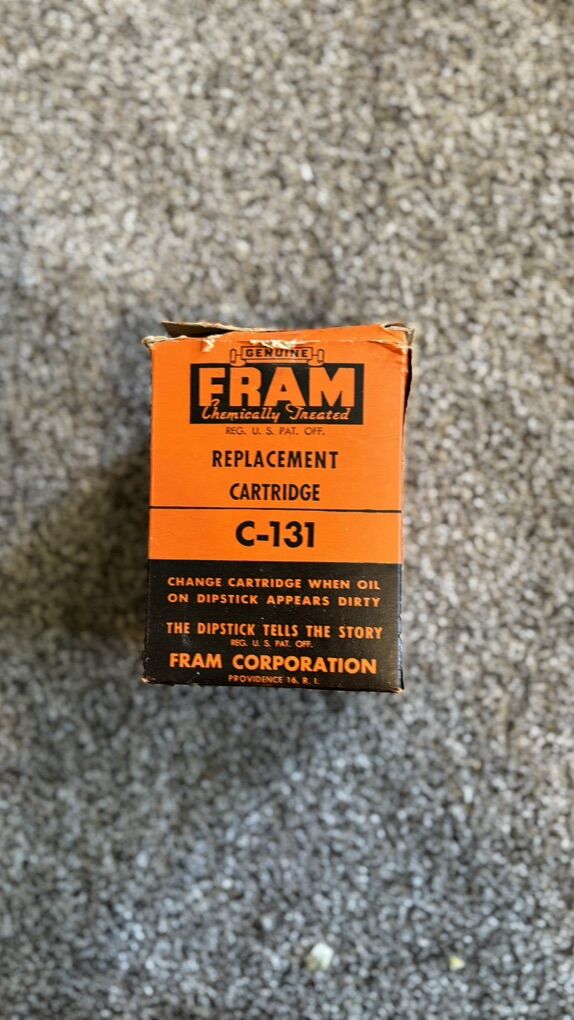 GENUINE
FRAM
Chemically Treated
REG. U. S. PAT. OFF.
REPLACEMENT
CARTRIDGE
C-131
CHANGE CARTRIDGE WHEN OIL
ON DIPSTICK APPEARS DIRTY
THE DIPSTICK TELLS THE STORY
REG. U. S. PAT. OFF.
FRAM CORPORATION
PROVIDENCE 16, R. I.